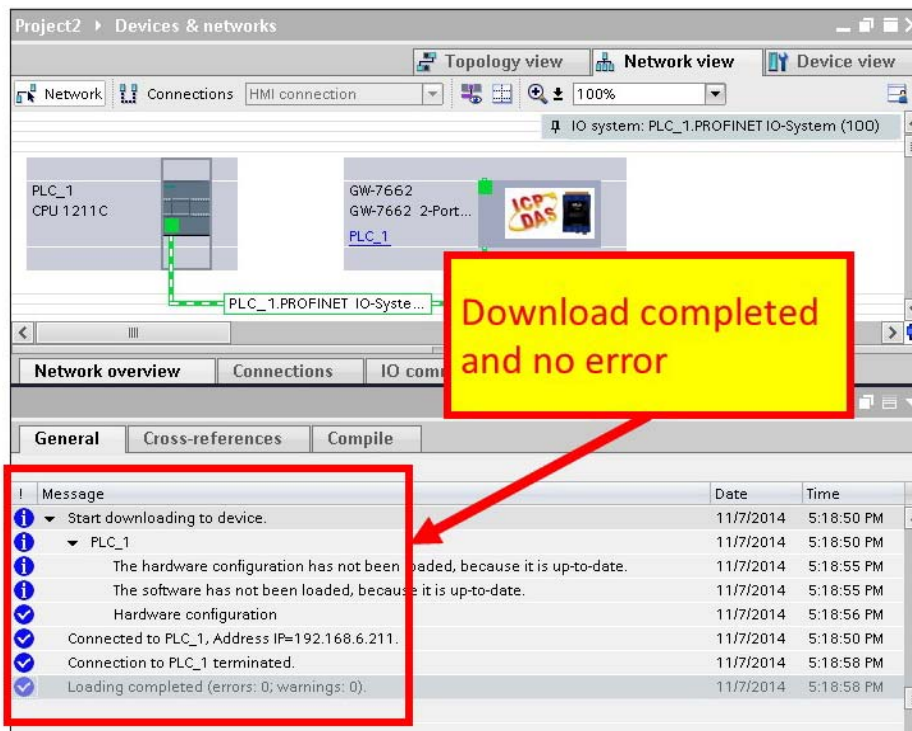 Project2 ▸ Devices & networks
Topology view Network view Device view
Network Connections HMI connection 100%
IO system: PLC_1.PROFINET IO-System (100)
PLC_1
CPU 1211C
GW-7662
GW-7662 2-Port...
PLC_1
ICP
DAS
PLC_1.PROFINET IO-Syste...
Download completed
and no error
Network overview Connections IO com
General Cross-references Compile
! Message Date Time
Start downloading to device. 11/7/2014 5:18:50 PM
PLC_1 11/7/2014 5:18:50 PM
The hardware configuration has not been loaded, because it is up-to-date. 11/7/2014 5:18:55 PM
The software has not been loaded, because it is up-to-date. 11/7/2014 5:18:55 PM
Hardware configuration 11/7/2014 5:18:56 PM
Connected to PLC_1, Address IP=192.168.6.211. 11/7/2014 5:18:50 PM
Connection to PLC_1 terminated. 11/7/2014 5:18:58 PM
Loading completed (errors: 0; warnings: 0). 11/7/2014 5:18:58 PM